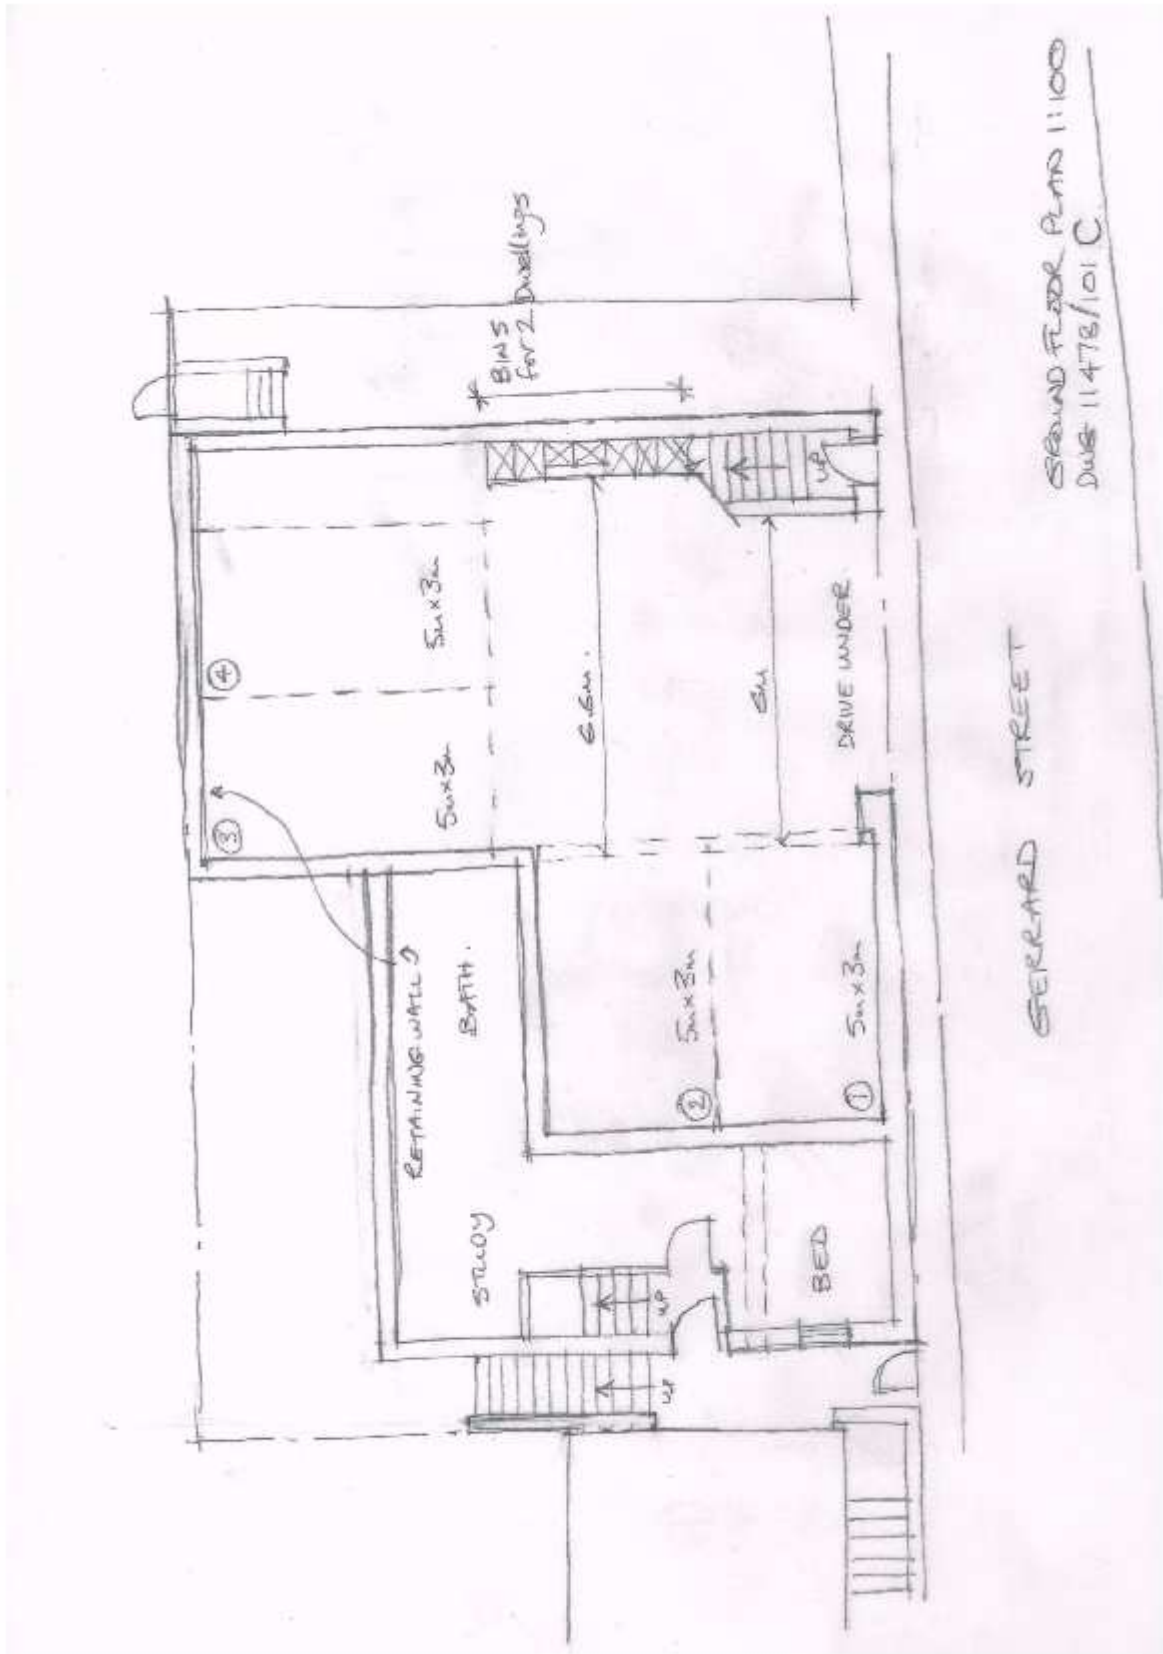 BINS
for 2 Dwellings
④
5m x 3m
③
5m x 3m
6.6m.
6m
UP
DRIVE UNDER.
RETAINING WALL
BATH.
STUDY
②
5m x 3m
①
5m x 3m
UP
UP
BED
GERRARD STREET
GROUND FLOOR PLAN 1:100
DWG 11478/101 C